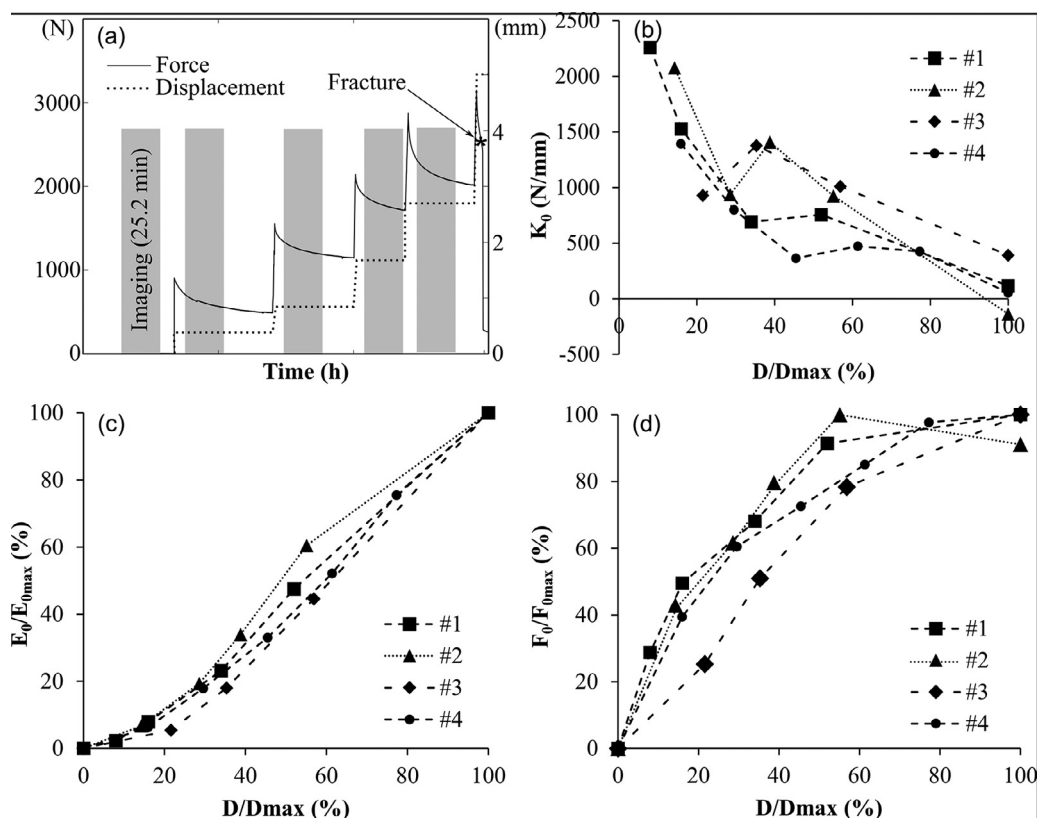 (N)
(a)
(mm)
Force
Displacement
Fracture
3000
2000
1000
0
4
2
0
Imaging (25.2 min)
Time (h)
(b)
2500
2000
1500
1000
500
0
-500
K0 (N/mm)
0 20 40 60 80 100
D/Dmax (%)
#1
#2
#3
#4
(c)
100
80
60
40
20
0
E0/E0max (%)
0 20 40 60 80 100
D/Dmax (%)
#1
#2
#3
#4
(d)
100
80
60
40
20
0
F0/F0max (%)
0 20 40 60 80 100
D/Dmax (%)
#1
#2
#3
#4